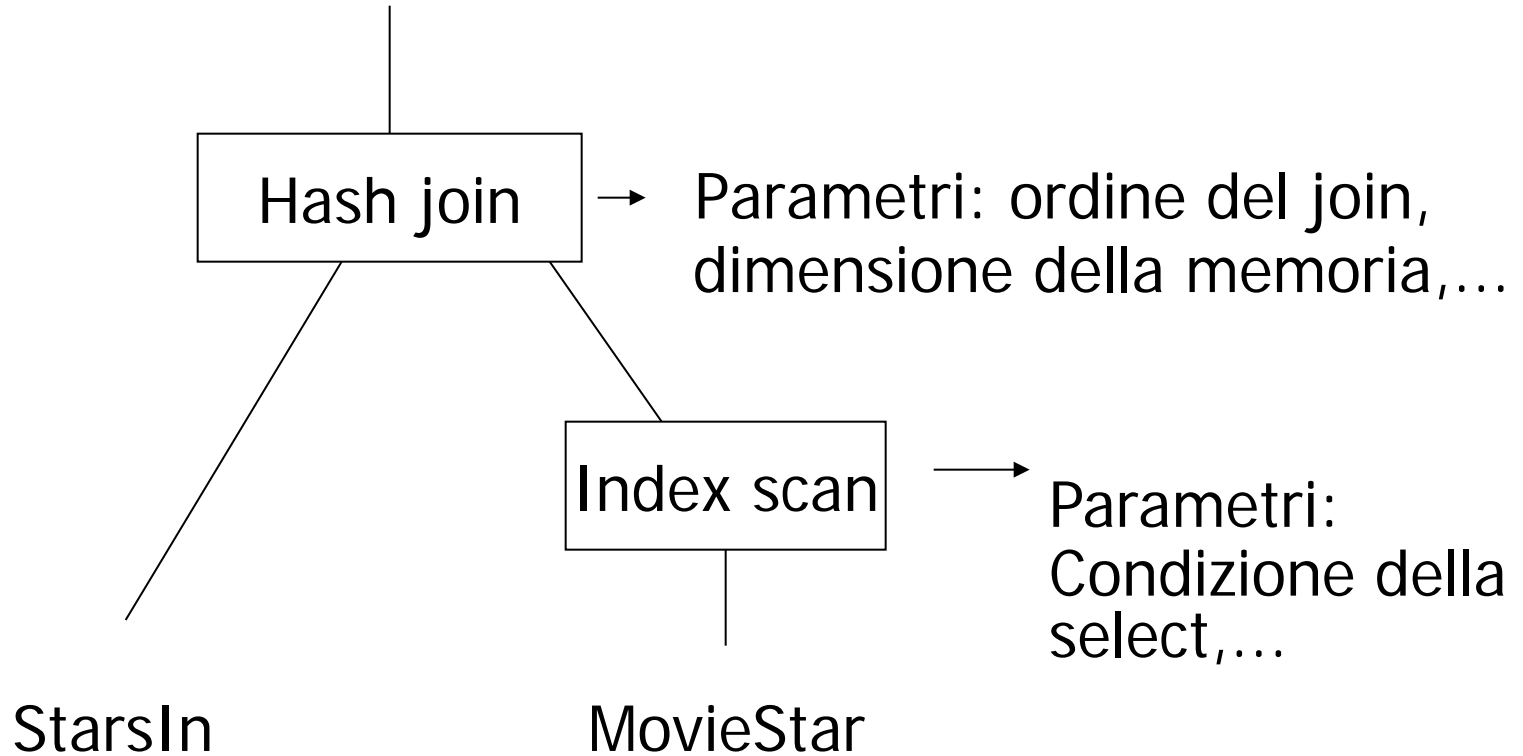 Hash join
Parametri: ordine del join,
dimensione della memoria,...
Index scan
Parametri:
Condizione della
select,...
StarsIn
MovieStar